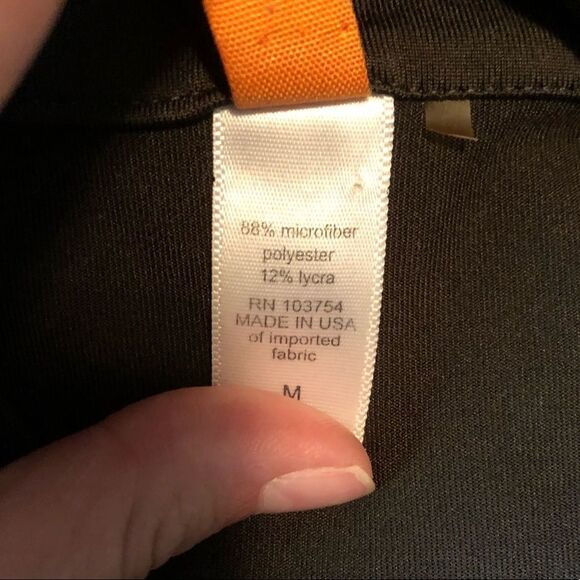 88% microfiber
polyester
12% lycra
RN 103754
MADE IN USA
of imported
fabric
M